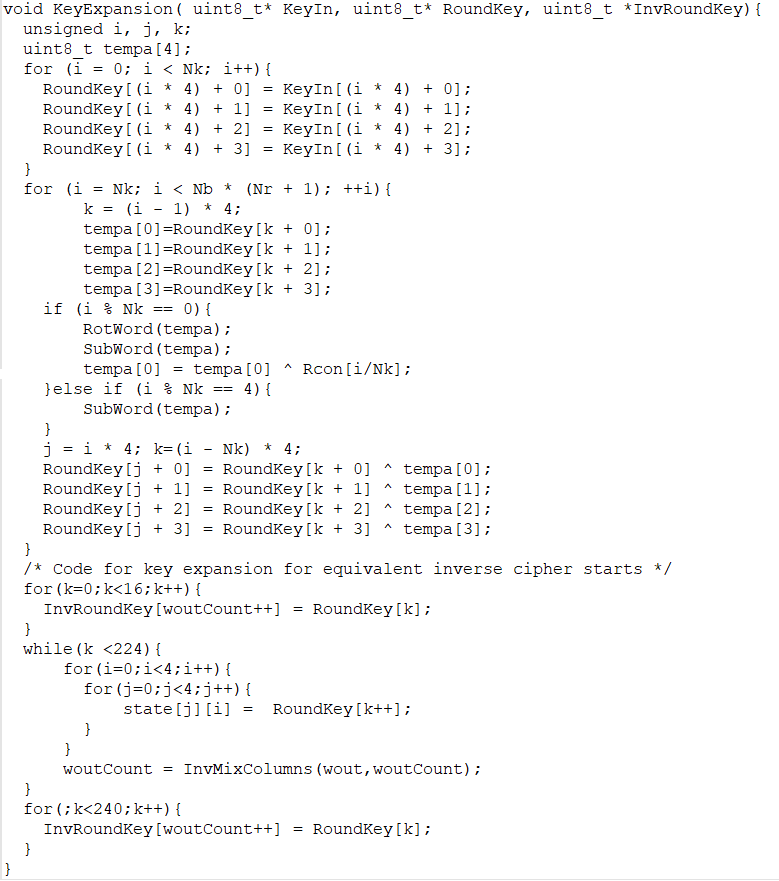 void KeyExpansion( uint8_t* KeyIn, uint8_t* RoundKey, uint8_t *InvRoundKey){
  unsigned i, j, k;
  uint8_t tempa[4];
  for (i = 0; i < Nk; i++){
    RoundKey[(i * 4) + 0] = KeyIn[(i * 4) + 0];
    RoundKey[(i * 4) + 1] = KeyIn[(i * 4) + 1];
    RoundKey[(i * 4) + 2] = KeyIn[(i * 4) + 2];
    RoundKey[(i * 4) + 3] = KeyIn[(i * 4) + 3];
  }
  for (i = Nk; i < Nb * (Nr + 1); ++i){
        k = (i - 1) * 4;
        tempa[0]=RoundKey[k + 0];
        tempa[1]=RoundKey[k + 1];
        tempa[2]=RoundKey[k + 2];
        tempa[3]=RoundKey[k + 3];
    if (i % Nk == 0){
        RotWord(tempa);
        SubWord(tempa);
        tempa[0] = tempa[0] ^ Rcon[i/Nk];
    }else if (i % Nk == 4){
        SubWord(tempa);
    }
    j = i * 4; k=(i - Nk) * 4;
    RoundKey[j + 0] = RoundKey[k + 0] ^ tempa[0];
    RoundKey[j + 1] = RoundKey[k + 1] ^ tempa[1];
    RoundKey[j + 2] = RoundKey[k + 2] ^ tempa[2];
    RoundKey[j + 3] = RoundKey[k + 3] ^ tempa[3];
  }
  /* Code for key expansion for equivalent inverse cipher starts */
  for(k=0;k<16;k++){
    InvRoundKey[woutCount++] = RoundKey[k];
  }
  while(k <224){
      for(i=0;i<4;i++){
        for(j=0;j<4;j++){
            state[j][i] =  RoundKey[k++];
        }
      }
      woutCount = InvMixColumns(wout,woutCount);
  }
  for(;k<240;k++){
    InvRoundKey[woutCount++] = RoundKey[k];
  }
}